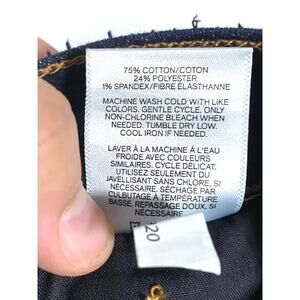 75% COTTON/COTON
24% POLYESTER
1% SPANDEX/FIBRE ÉLASTHANNE
MACHINE WASH COLD WITH LIKE
COLORS. GENTLE CYCLE. ONLY
NON-CHLORINE BLEACH WHEN
NEEDED. TUMBLE DRY LOW.
COOL IRON IF NEEDED.
LAVER À LA MACHINE À L'EAU
FROIDE AVEC COULEURS
SIMILAIRES. CYCLE DÉLICAT.
UTILISEZ SEULEMENT DU
JAVELLISANT SANS CHLORE, SI
NÉCESSAIRE. SÉCHAGE PAR
CULBUTAGE À TEMPÉRATURE
BASSE. REPASSAGE DOUX, SI
NÉCESSAIRE
20